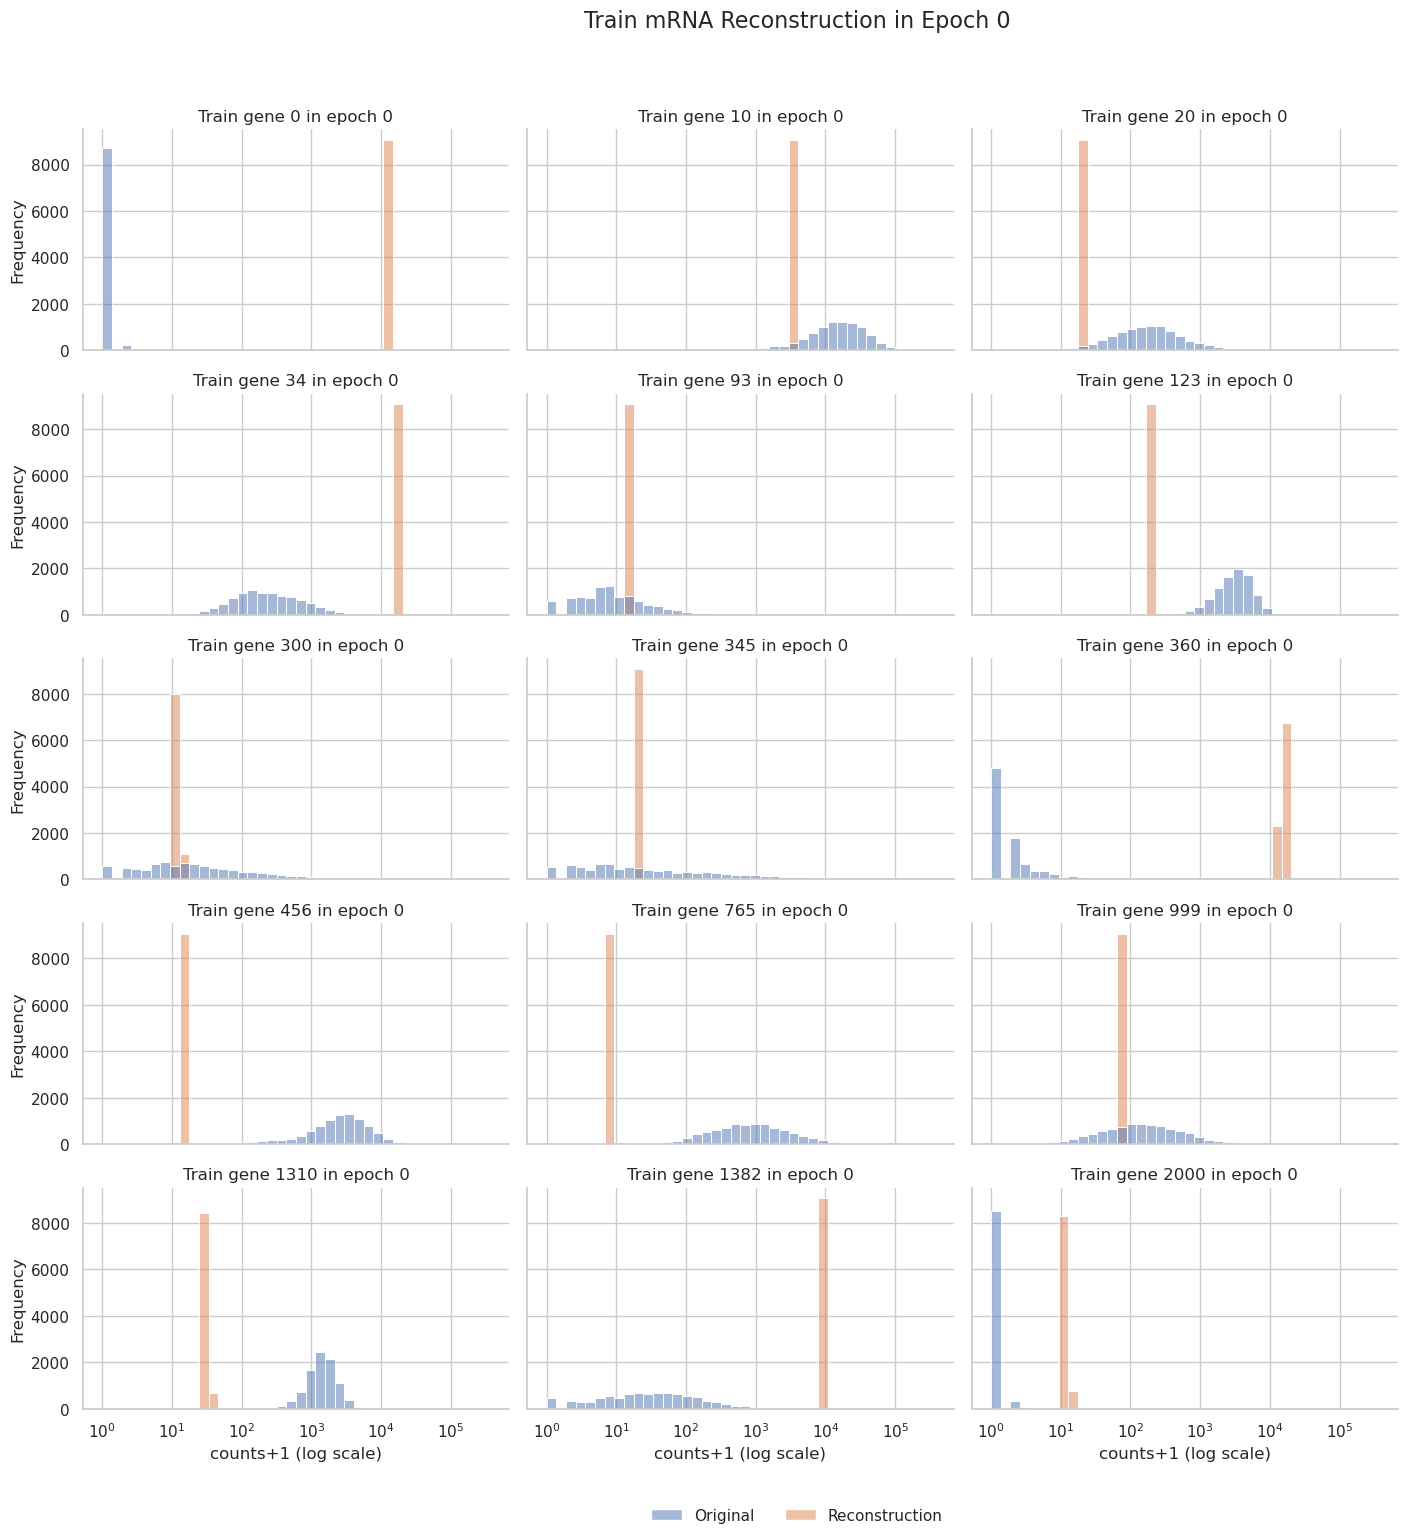 Train mRNA Reconstruction in Epoch 0
Train gene 0 in epoch 0
Train gene 10 in epoch 0
Train gene 20 in epoch 0
Frequency
8000
6000
4000
2000
0
Train gene 34 in epoch 0
Train gene 93 in epoch 0
Train gene 123 in epoch 0
Frequency
8000
6000
4000
2000
0
Train gene 300 in epoch 0
Train gene 345 in epoch 0
Train gene 360 in epoch 0
Frequency
8000
6000
4000
2000
0
Train gene 456 in epoch 0
Train gene 765 in epoch 0
Train gene 999 in epoch 0
Frequency
8000
6000
4000
2000
0
Train gene 1310 in epoch 0
Train gene 1382 in epoch 0
Train gene 2000 in epoch 0
Frequency
8000
6000
4000
2000
0
10⁰ 10¹ 10² 10³ 10⁴ 10⁵
10⁰ 10¹ 10² 10³ 10⁴ 10⁵
10⁰ 10¹ 10² 10³ 10⁴ 10⁵
counts+1 (log scale)
counts+1 (log scale)
counts+1 (log scale)
Original
Reconstruction